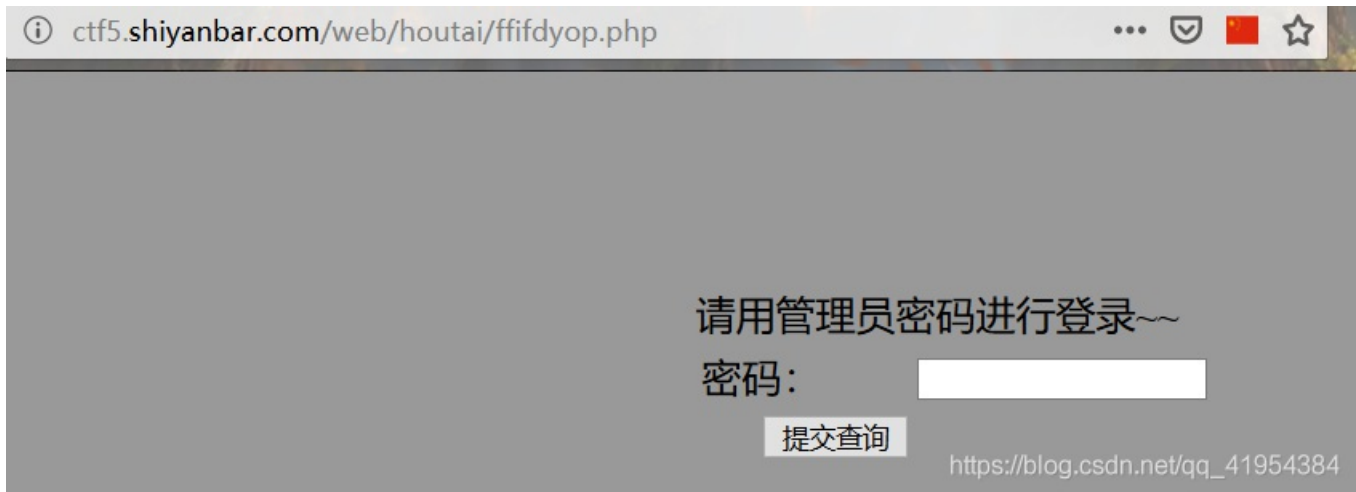 ctf5.shiyanbar.com/web/houtai/ffifdyop.php
请用管理员密码进行登录~~
密码：
提交查询
https://blog.csdn.net/qq_41954384